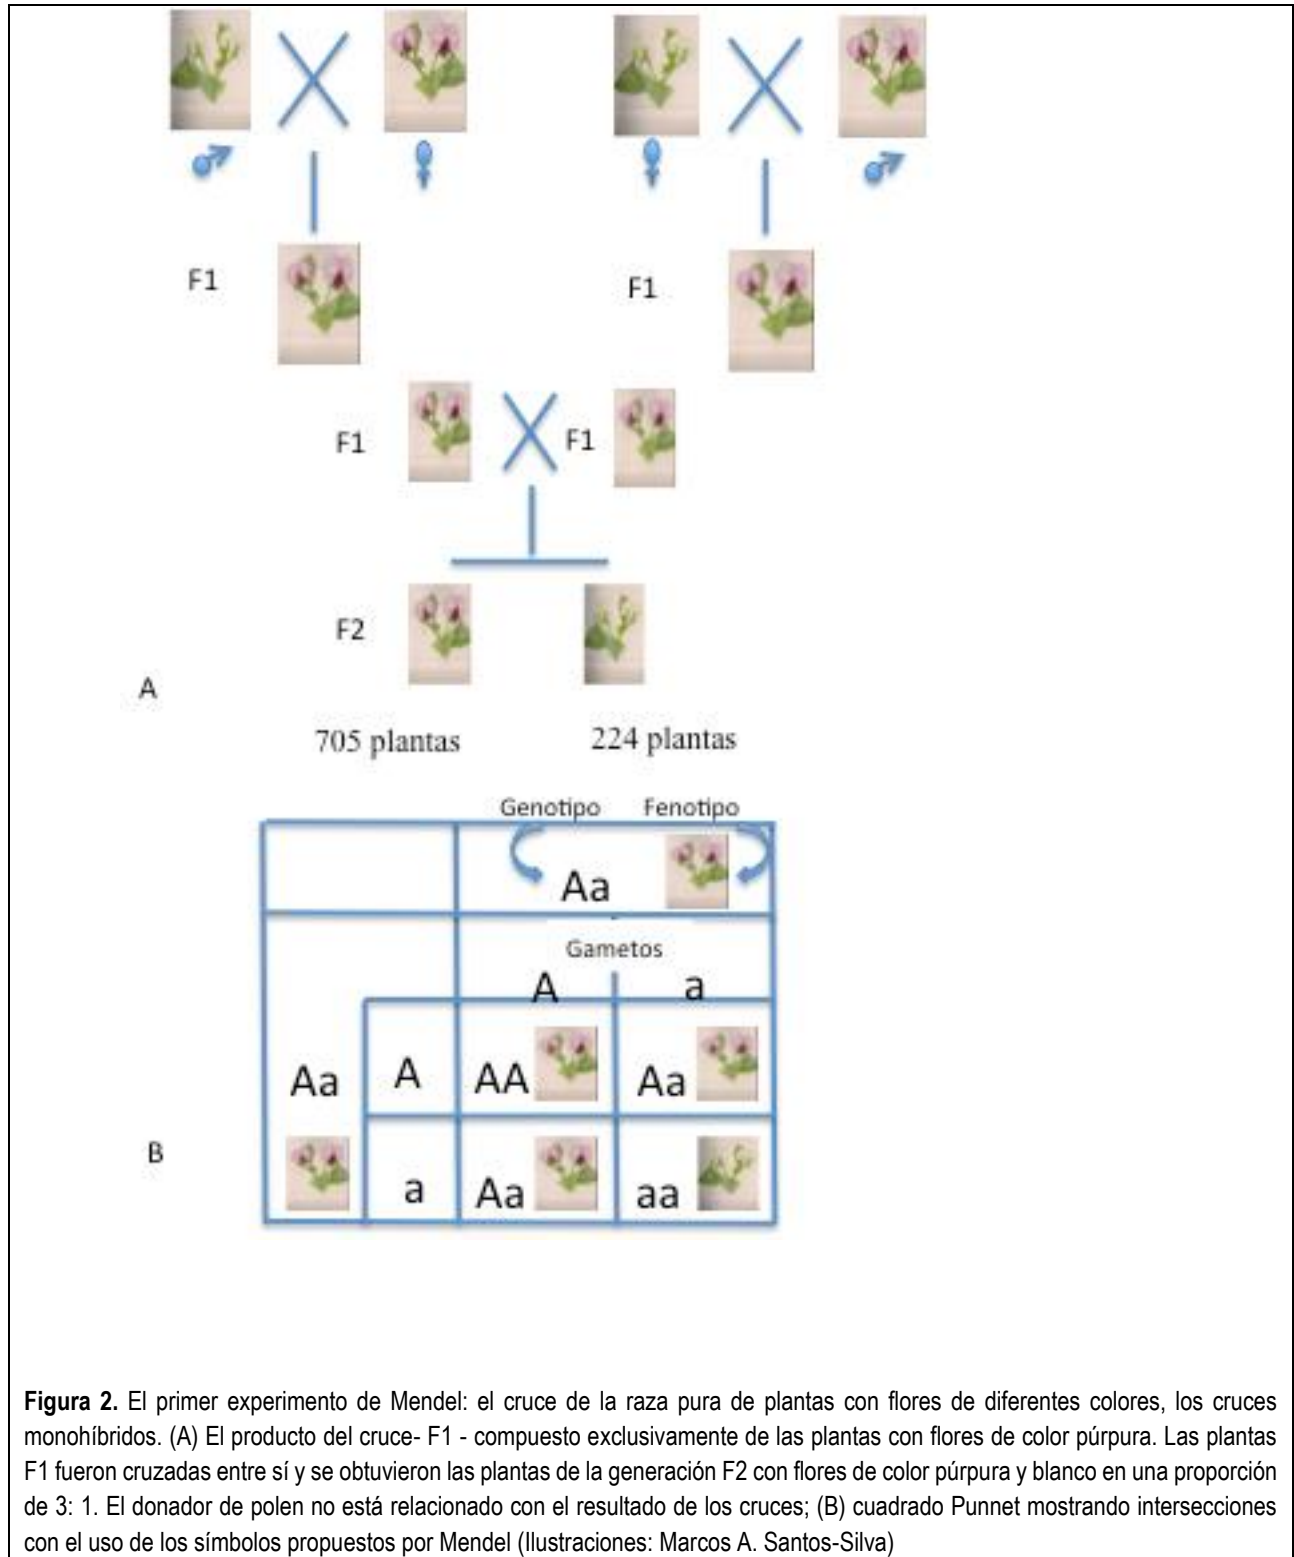 F1
F1
F1
F1
F2
A
705 plantas
224 plantas
Genotipo
Fenotipo
Aa
Gametos
A
a
Aa
A
AA
Aa
B
a
Aa
aa
Figura 2. El primer experimento de Mendel: el cruce de la raza pura de plantas con flores de diferentes colores, los cruces
monohíbridos. (A) El producto del cruce- F1 - compuesto exclusivamente de las plantas con flores de color púrpura. Las plantas
F1 fueron cruzadas entre sí y se obtuvieron las plantas de la generación F2 con flores de color púrpura y blanco en una proporción
de 3: 1. El donador de polen no está relacionado con el resultado de los cruces; (B) cuadrado Punnet mostrando intersecciones
con el uso de los símbolos propuestos por Mendel (Ilustraciones: Marcos A. Santos-Silva)